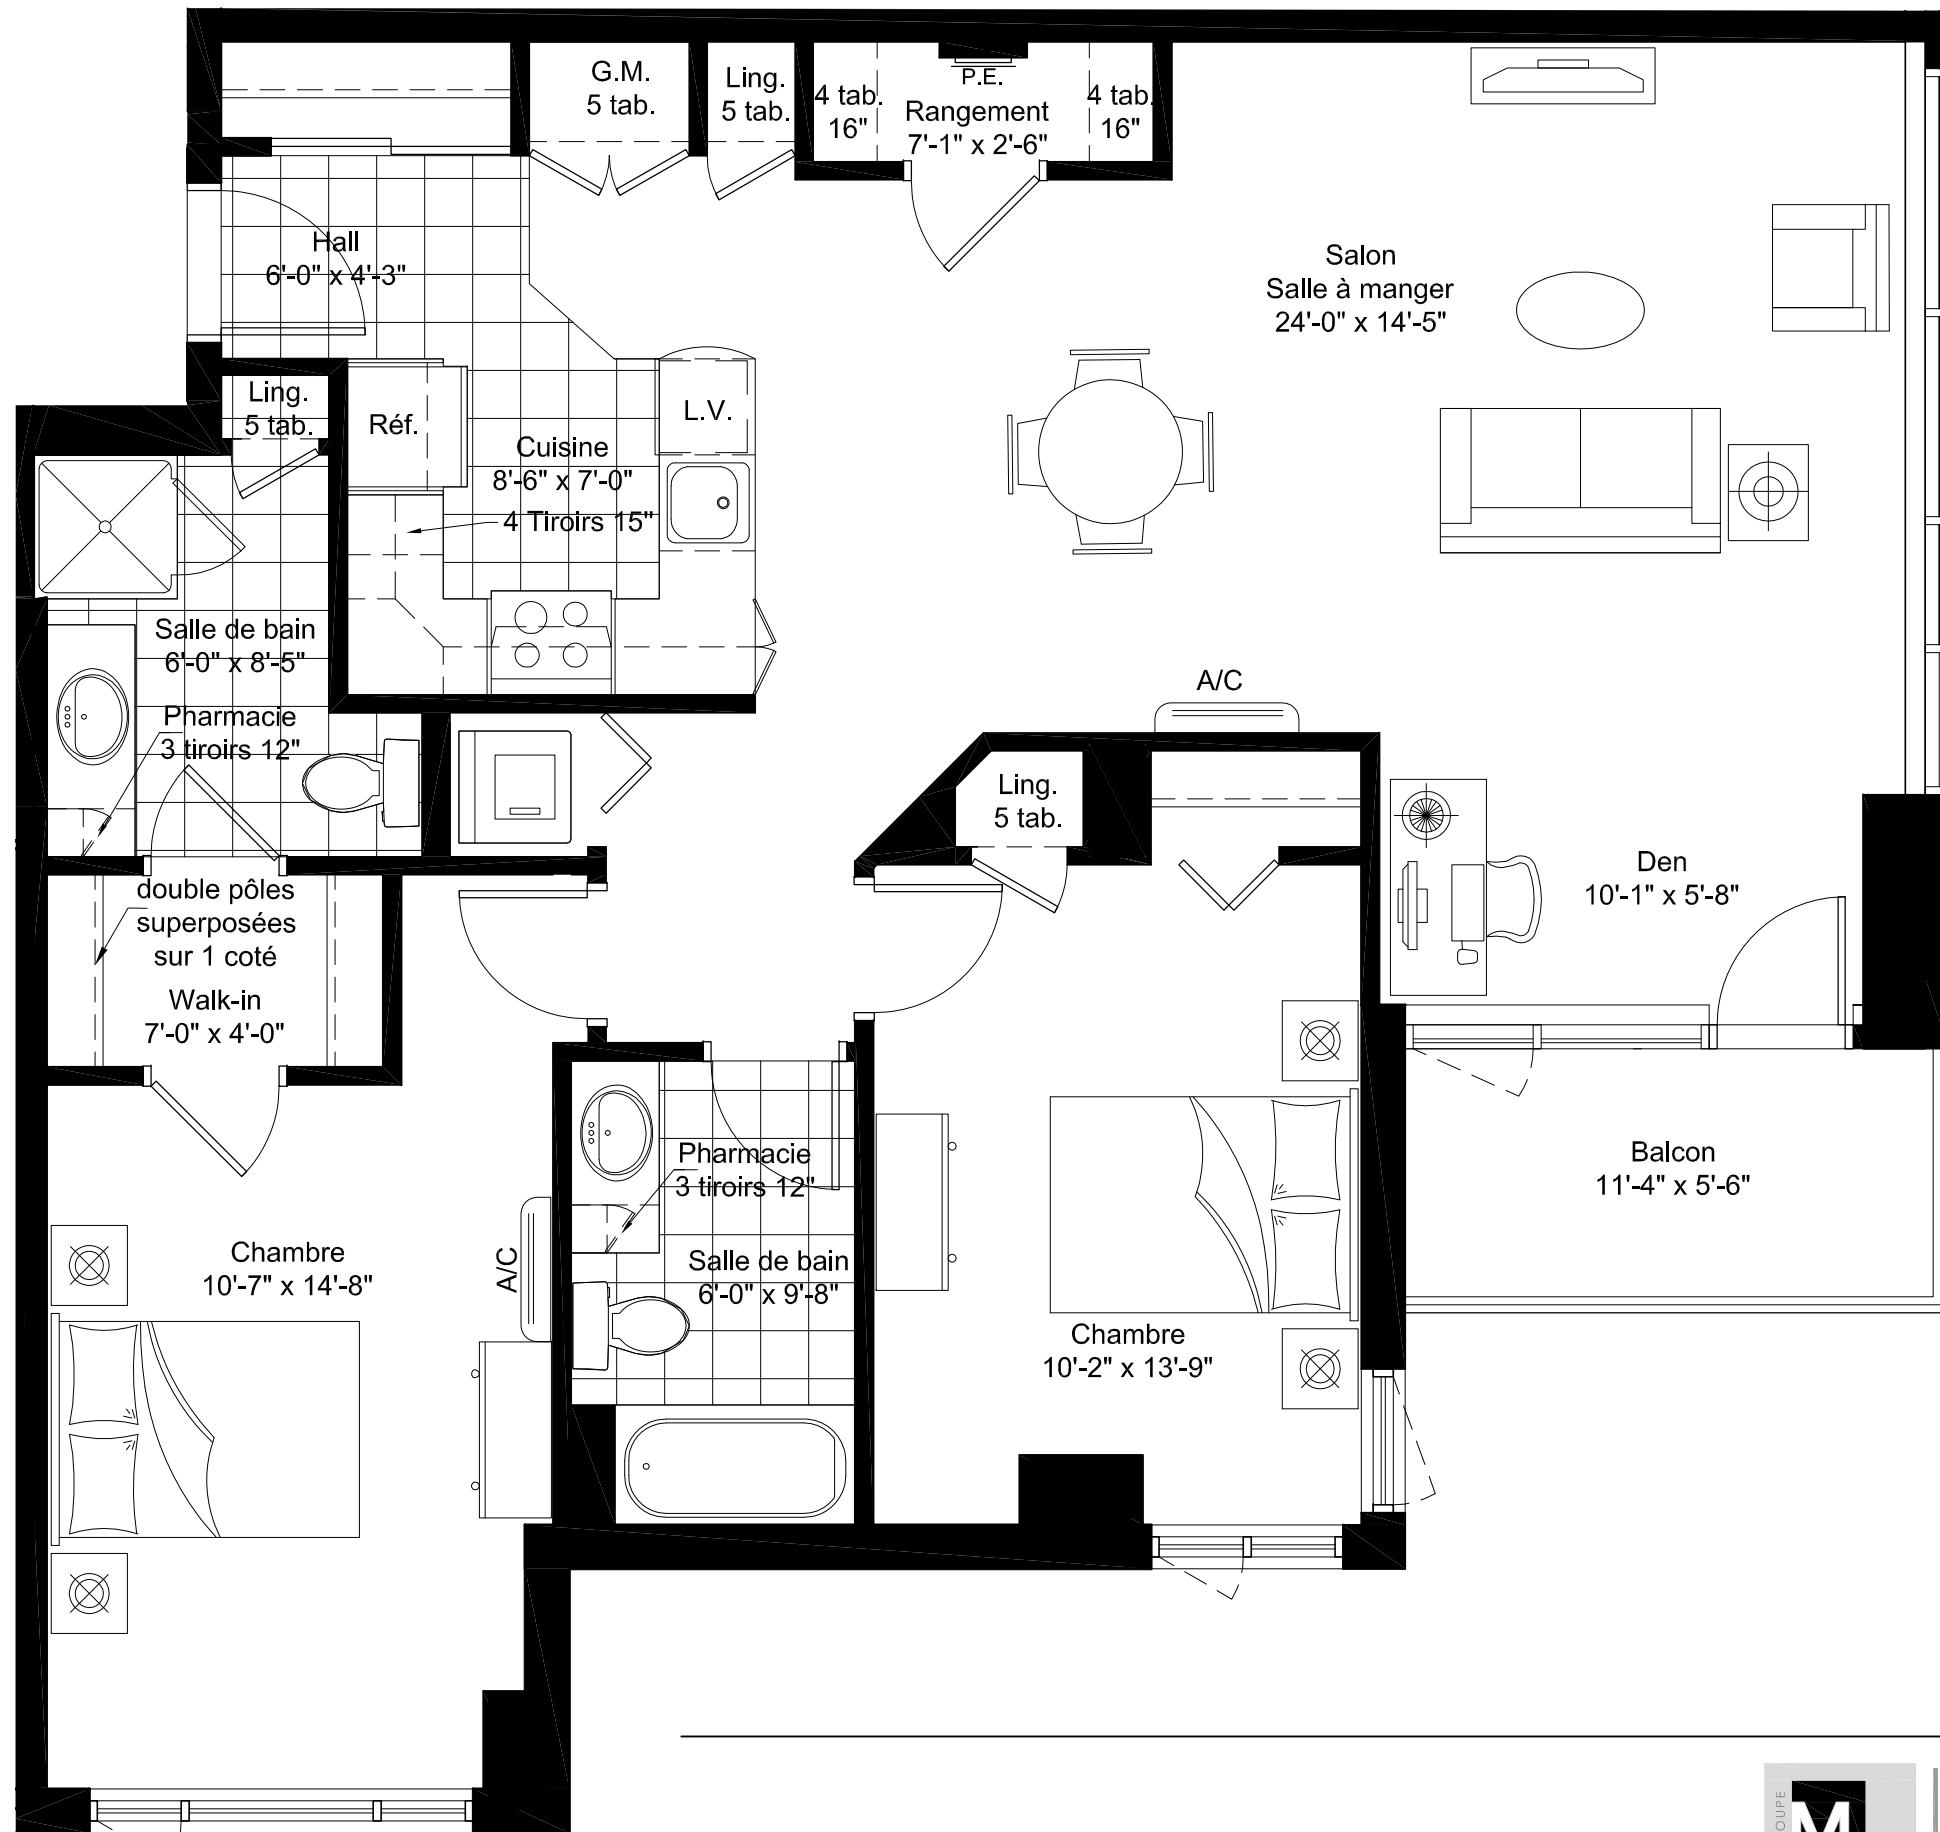 G.M.
5 tab.
Ling.
5 tab.
4 tab.
16"
P.E.
Rangement
7'-1" x 2'-6"
4 tab.
16"
Hall
6'-0" x 4'-3"
Salon
Salle à manger
24'-0" x 14'-5"
Ling.
5 tab.
Réf.
L.V.
Cuisine
8'-6" x 7'-0"
4 Tiroirs 15"
Salle de bain
6'-0" x 8'-5"
Pharmacie
3 tiroirs 12"
A/C
Ling.
5 tab.
Den
10'-1" x 5'-8"
double pôles
superposées
sur 1 coté
Walk-in
7'-0" x 4'-0"
Pharmacie
3 tiroirs 12"
Balcon
11'-4" x 5'-6"
Chambre
10'-7" x 14'-8"
A/C
Salle de bain
6'-0" x 9'-8"
Chambre
10'-2" x 13'-9"
OUPE
M